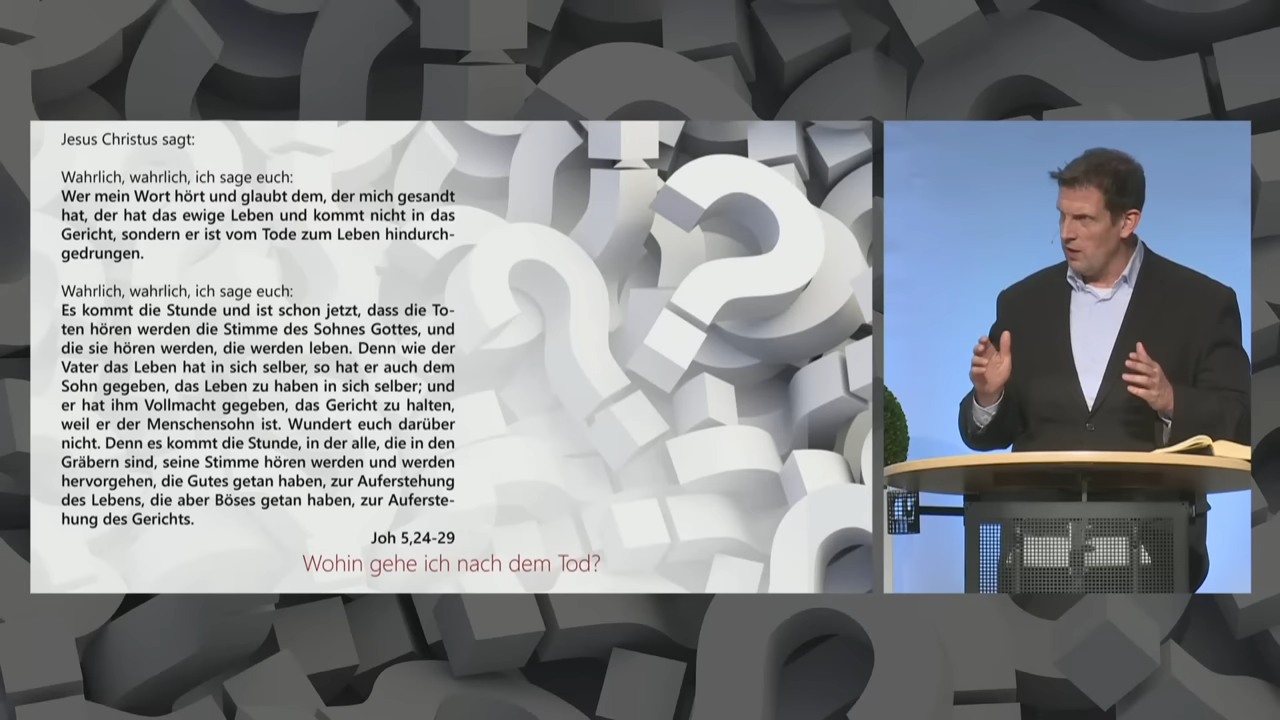 Jesus Christus sagt:
Wahrlich, wahrlich, ich sage euch:
Wer mein Wort hört und glaubt dem, der mich gesandt
hat, der hat das ewige Leben und kommt nicht in das
Gericht, sondern er ist vom Tode zum Leben hindurch-
gedrungen.
Wahrlich, wahrlich, ich sage euch:
Es kommt die Stunde und ist schon jetzt, dass die To-
ten hören werden die Stimme des Sohnes Gottes, und
die sie hören werden, die werden leben. Denn wie der
Vater das Leben hat in sich selber, so hat er auch dem
Sohn gegeben, das Leben zu haben in sich selber; und
er hat ihm Vollmacht gegeben, das Gericht zu halten,
weil er der Menschensohn ist. Wundert euch darüber
nicht. Denn es kommt die Stunde, in der alle, die in den
Gräbern sind, seine Stimme hören werden und werden
hervorgehen, die Gutes getan haben, zur Auferstehung
des Lebens, die aber Böses getan haben, zur Auferste-
hung des Gerichts.
Joh 5,24-29
Wohin gehe ich nach dem Tod?